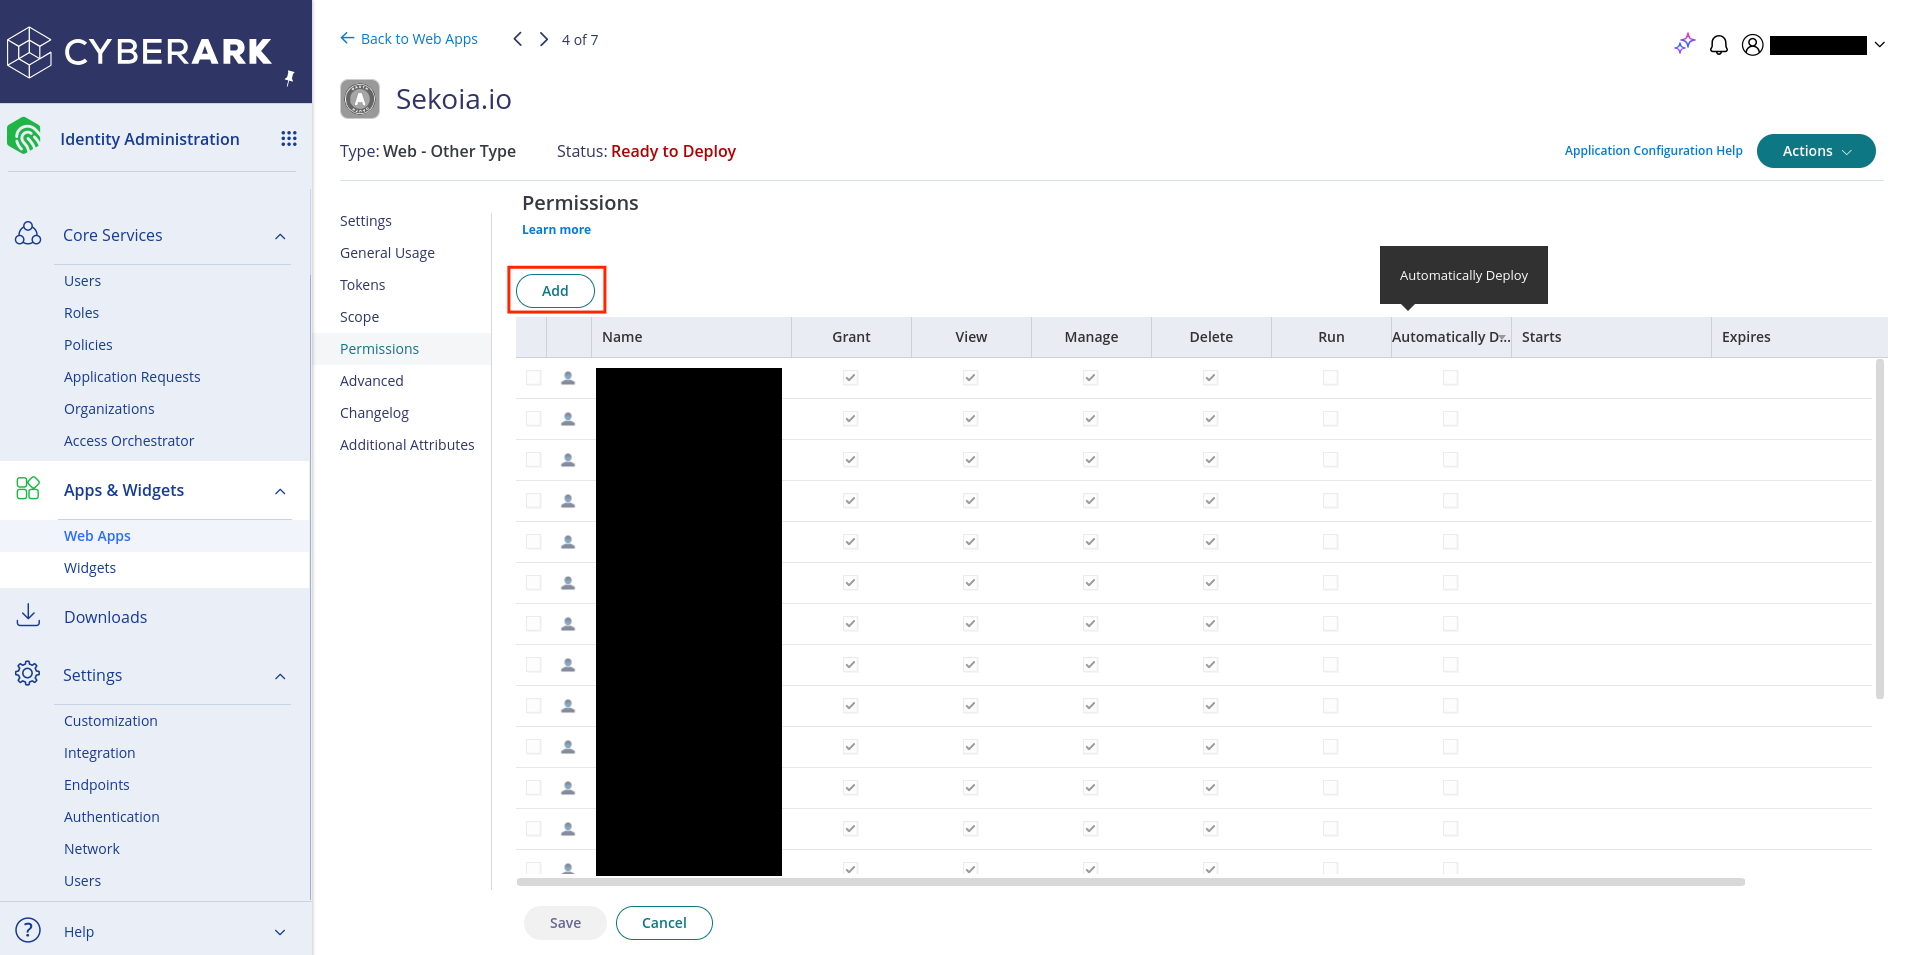 CYBERARK
Identity Administration
Core Services
Users
Roles
Policies
Application Requests
Organizations
Access Orchestrator
Apps & Widgets
Web Apps
Widgets
Downloads
Settings
Customization
Integration
Endpoints
Authentication
Network
Users
Help
Back to Web Apps
4 of 7
Sekoia.io
Type: Web - Other Type
Status: Ready to Deploy
Application Configuration Help
Actions
Settings
General Usage
Tokens
Scope
Permissions
Advanced
Changelog
Additional Attributes
Permissions
Learn more
Add
Automatically Deploy
Name Grant View Manage Delete Run Automatically D... Starts Expires
Save
Cancel